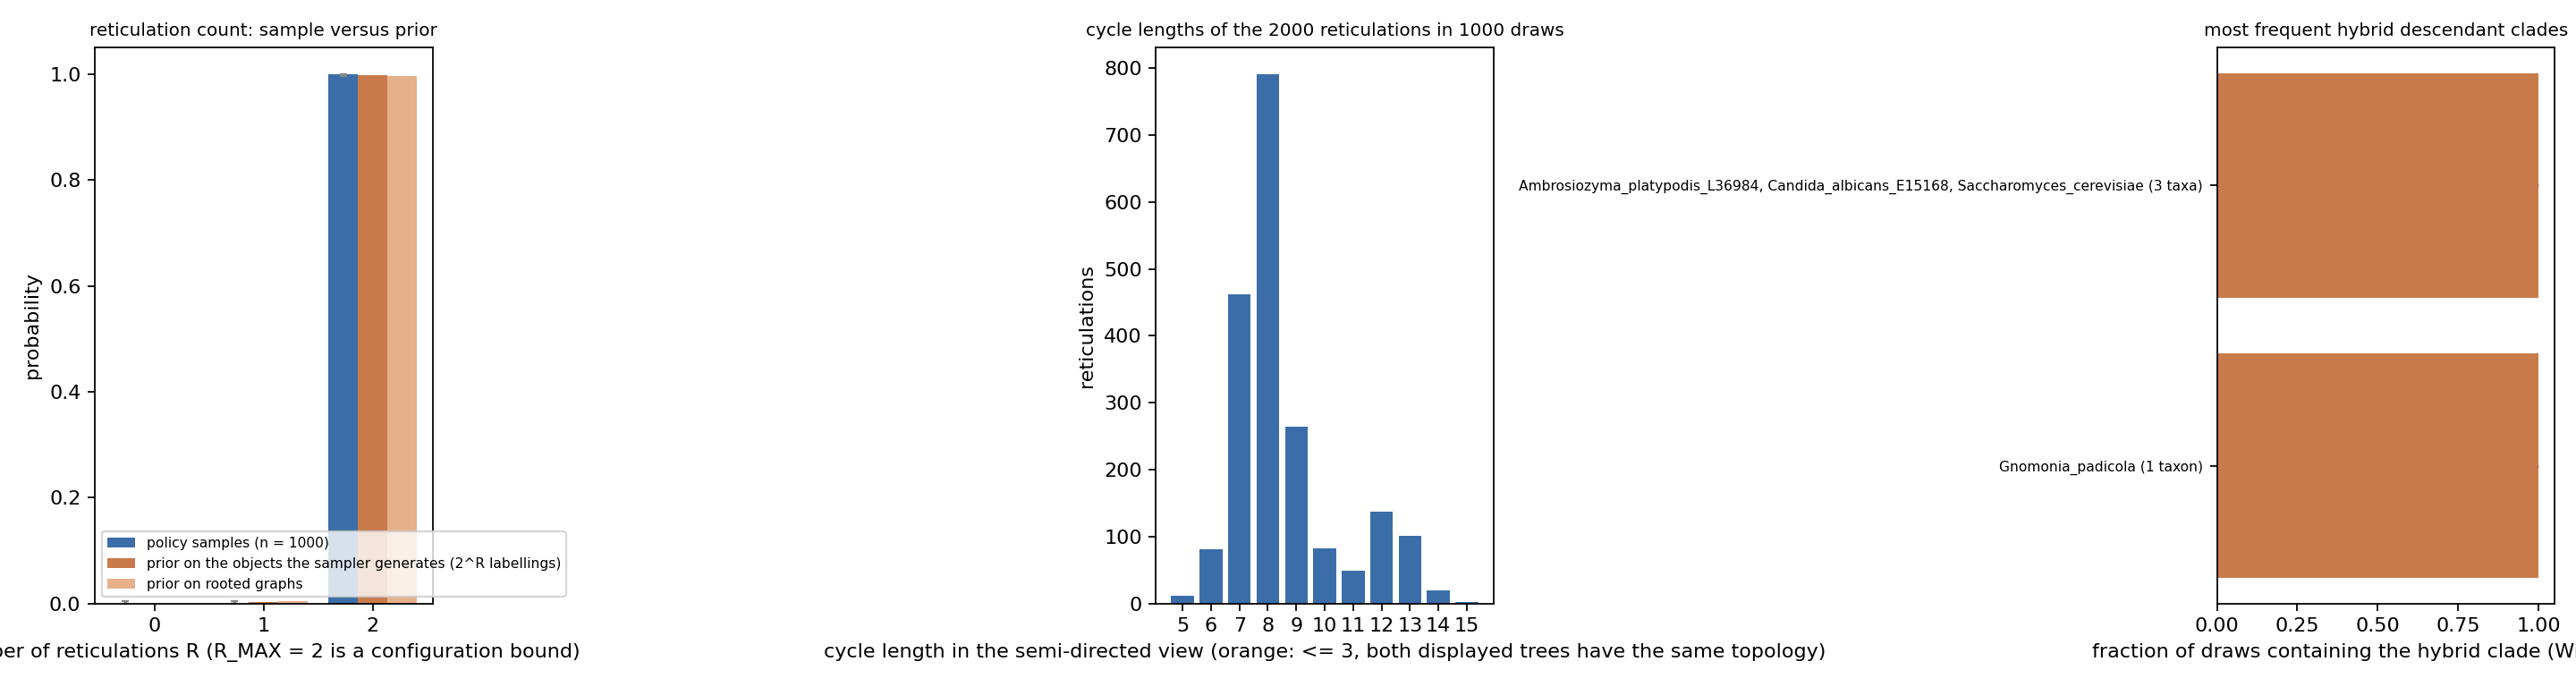 reticulation count: sample versus prior
probability
1.0
0.8
0.6
0.4
0.2
0.0
policy samples (n = 1000)
prior on the objects the sampler generates (2^R labellings)
prior on rooted graphs
0 1 2
of reticulations R (R_MAX = 2 is a configuration bound)
cycle lengths of the 2000 reticulations in 1000 draws
reticulations
800
700
600
500
400
300
200
100
0
5 6 7 8 9 10 11 12 13 14 15
cycle length in the semi-directed view (orange: <= 3, both displayed trees have the same topology)
most frequent hybrid descendant clades
Ambrosiozyma_platypodis_L36984, Candida_albicans_E15168, Saccharomyces_cerevisiae (3 taxa)
Gnomonia_padicola (1 taxon)
0.00 0.25 0.50 0.75 1.00
fraction of draws containing the hybrid clade